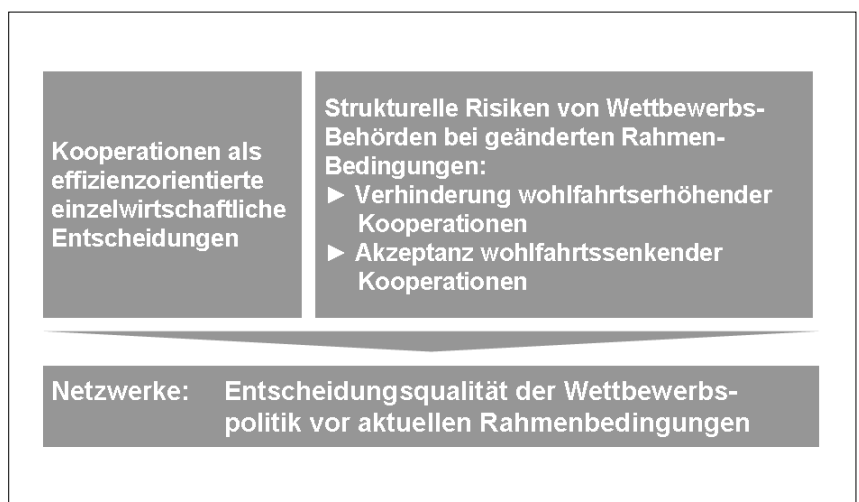 Kooperationen als
effizienzorientierte
einzelwirtschaftliche
Entscheidungen
Strukturelle Risiken von Wettbewerbs-
Behörden bei geänderten Rahmen-
Bedingungen:
► Verhinderung wohlfahrtserhöhender
Kooperationen
► Akzeptanz wohlfahrtssenkender
Kooperationen
Netzwerke: Entscheidungsqualität der Wettbewerbs-
politik vor aktuellen Rahmenbedingungen